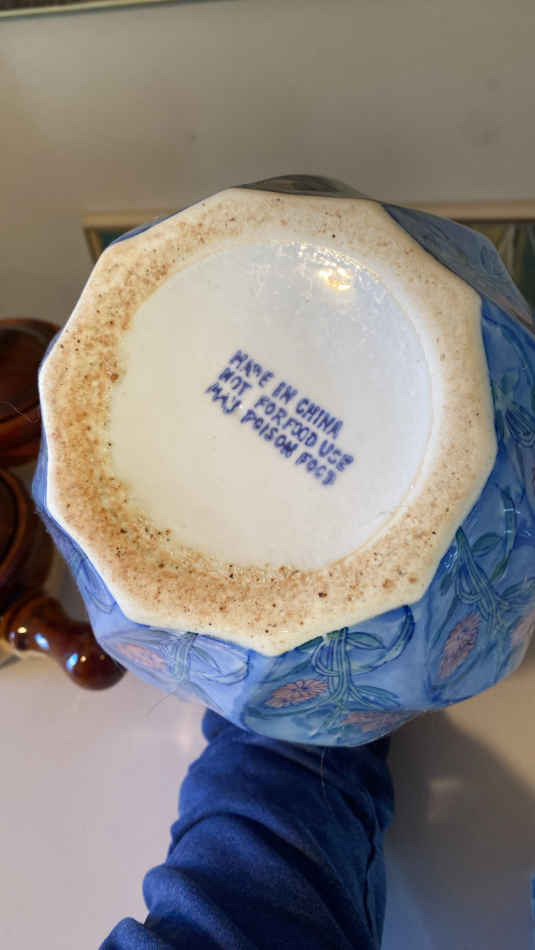 MADE IN CHINA
NOT FOR FOOD USE
MAY POISON FOOD